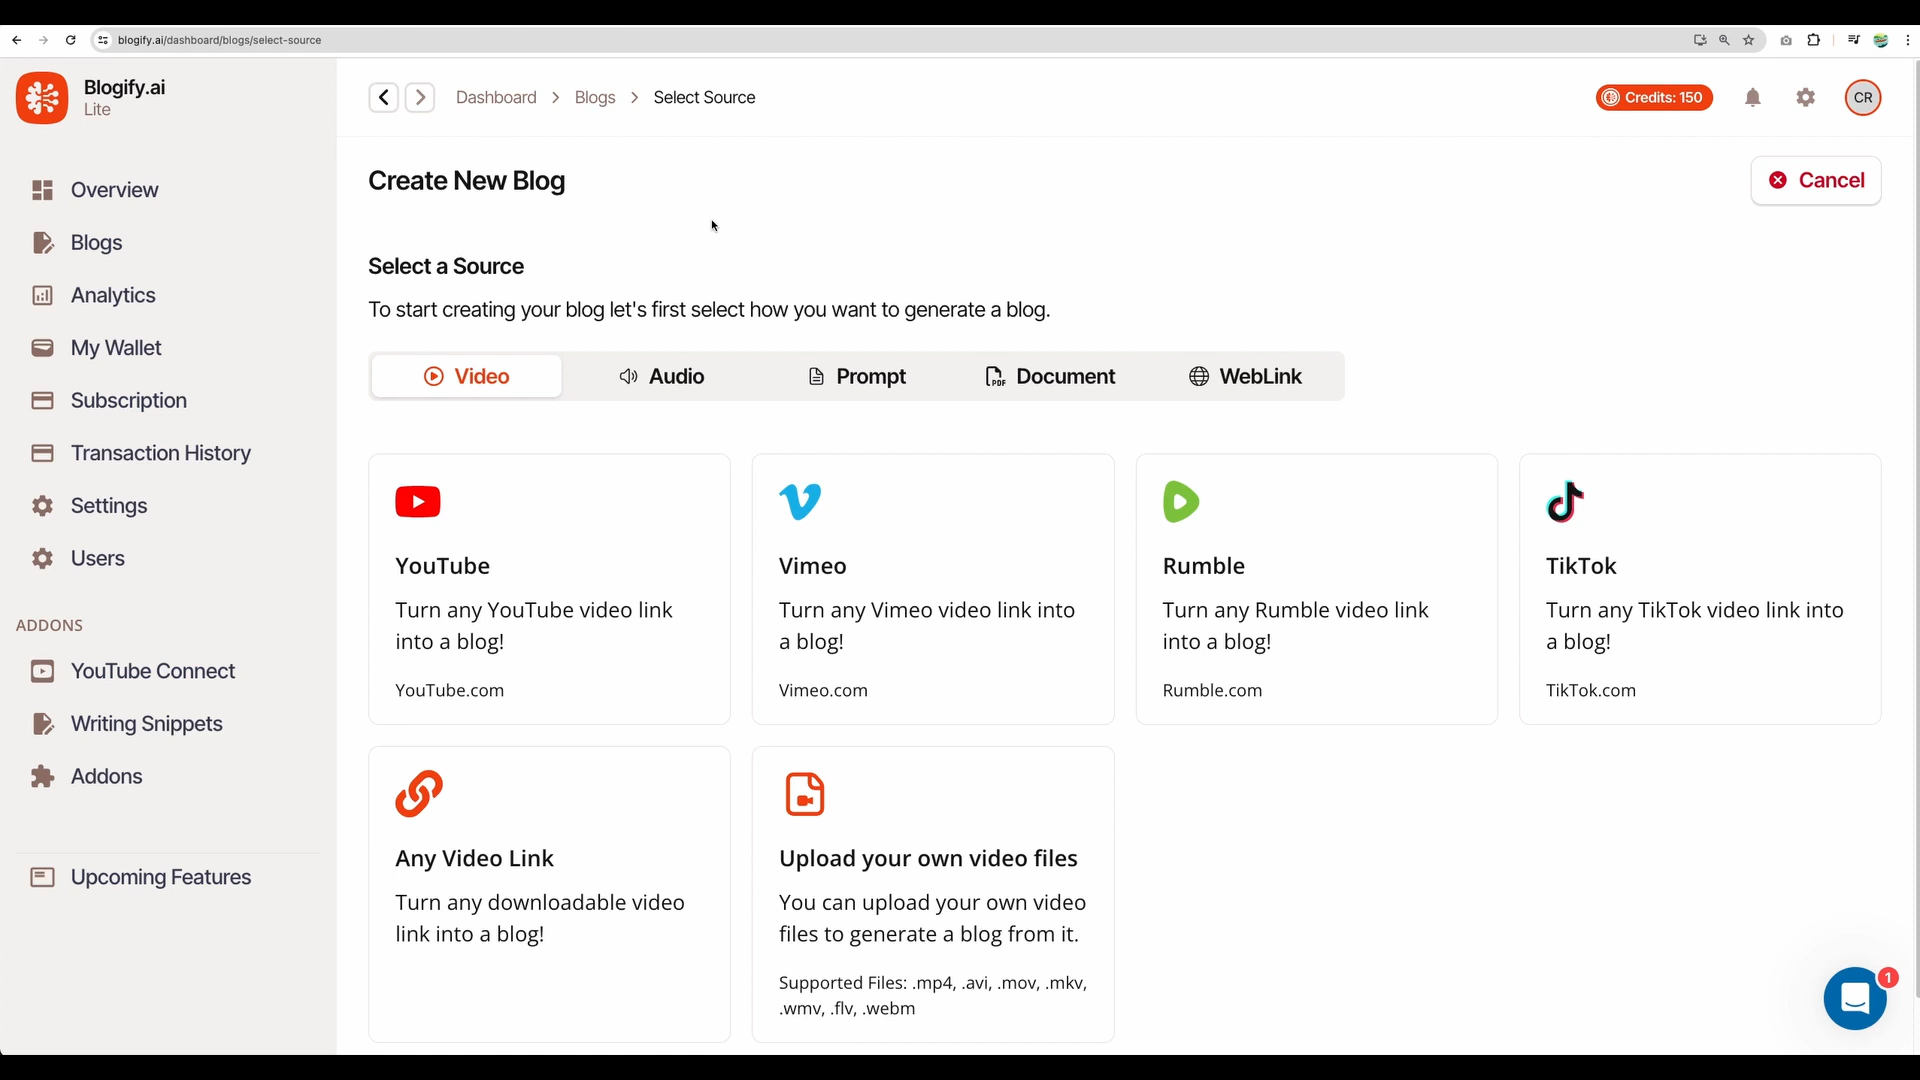 blogify.ai/dashboard/blogs/select-source
Blogify.ai
Lite
Dashboard > Blogs > Select Source
Credits: 150
CR
Overview
Blogs
Analytics
My Wallet
Subscription
Transaction History
Settings
Users
ADDONS
YouTube Connect
Writing Snippets
Addons
Upcoming Features
Create New Blog
Cancel
Select a Source
To start creating your blog let's first select how you want to generate a blog.
Video
Audio
PDF
Prompt
Document
WebLink
YouTube
Turn any YouTube video link
into a blog!
YouTube.com
Vimeo
Turn any Vimeo video link into
a blog!
Vimeo.com
Rumble
Turn any Rumble video link
into a blog!
Rumble.com
TikTok
Turn any TikTok video link into
a blog!
TikTok.com
Any Video Link
Turn any downloadable video
link into a blog!
Upload your own video files
You can upload your own video
files to generate a blog from it.
Supported Files: .mp4, .avi, .mov, .mkv,
.wmv, .flv, .webm
1